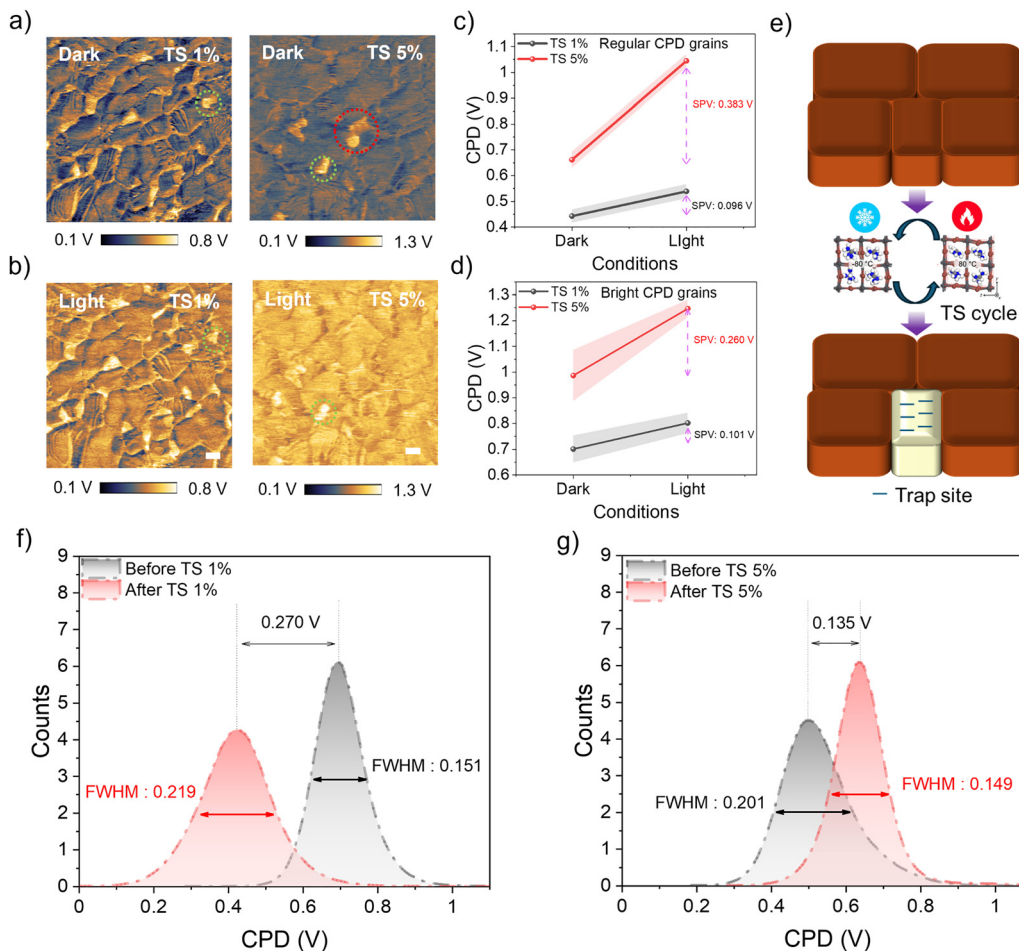 a)
Dark TS 1%
Dark TS 5%
0.1 V 0.8 V
0.1 V 1.3 V
b)
Light TS1%
Light TS 5%
0.1 V 0.8 V
0.1 V 1.3 V
c)
TS 1%
TS 5%
Regular CPD grains
CPD (V)
1.1
1
0.9
0.8
0.7
0.6
0.5
0.4
SPV: 0.383 V
SPV: 0.096 V
Dark LIght
Conditions
d)
TS 1%
TS 5%
Bright CPD grains
CPD (V)
1.3
1.2
1.1
1
0.9
0.8
0.7
0.6
SPV: 0.260 V
SPV: 0.101 V
Dark Light
Conditions
e)
-80 °C
80 °C
TS cycle
Trap site
f)
Before TS 1%
After TS 1%
0.270 V
FWHM : 0.219
FWHM : 0.151
Counts
9
8
7
6
5
4
3
2
1
0
0 0.2 0.4 0.6 0.8 1
CPD (V)
g)
Before TS 5%
After TS 5%
0.135 V
FWHM : 0.201
FWHM : 0.149
Counts
9
8
7
6
5
4
3
2
1
0
0 0.2 0.4 0.6 0.8 1
CPD (V)